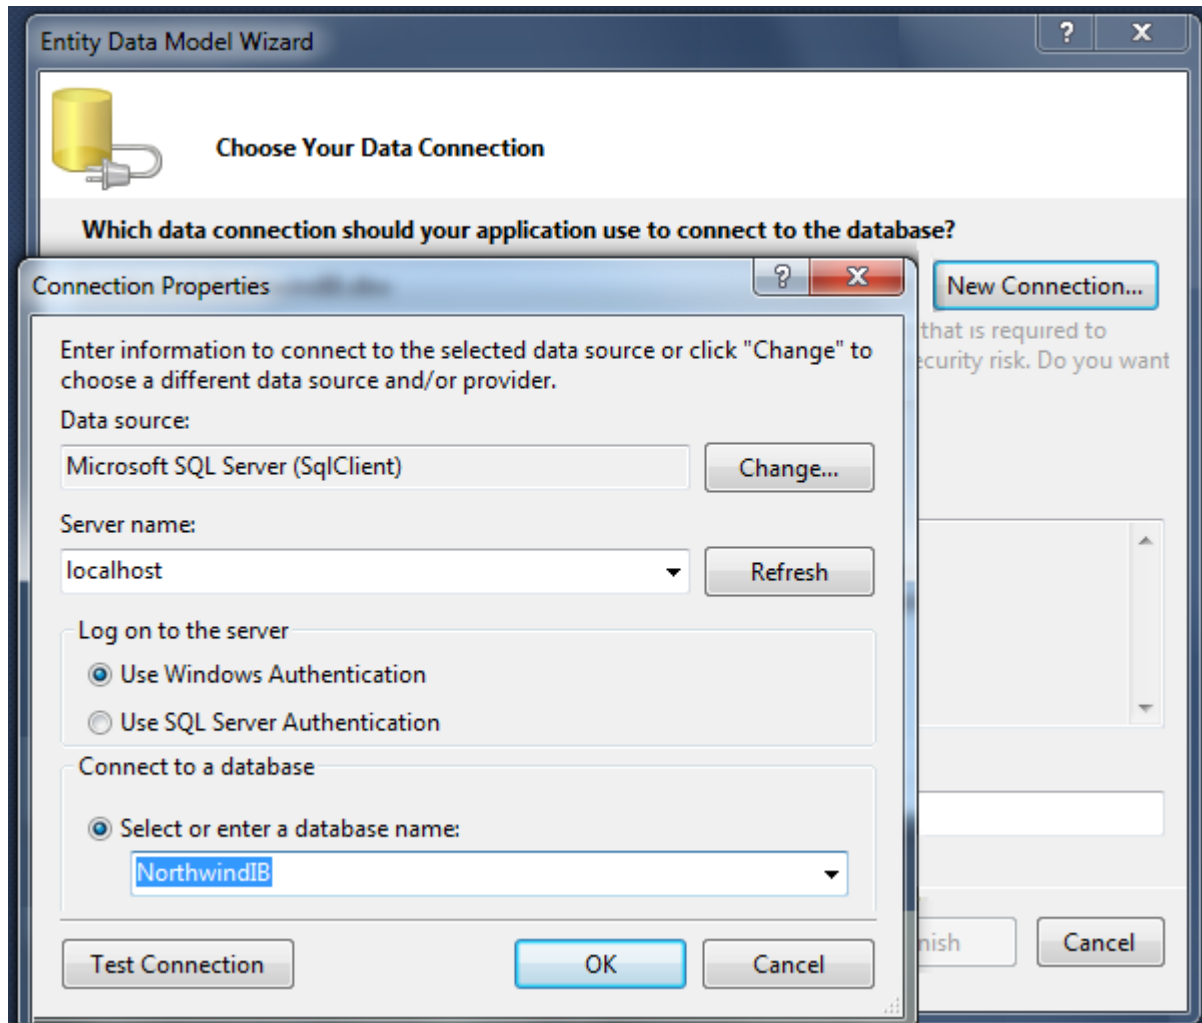 Entity Data Model Wizard
?
x
Choose Your Data Connection
Which data connection should your application use to connect to the database?
Connection Properties
?
x
New Connection...
that is required to
security risk. Do you want
Enter information to connect to the selected data source or click "Change" to
choose a different data source and/or provider.
Data source:
Microsoft SQL Server (SqlClient)
Change...
Server name:
localhost
Refresh
Log on to the server
Use Windows Authentication
Use SQL Server Authentication
Connect to a database
Select or enter a database name:
NorthwindIB
Test Connection
OK
Cancel
Cancel